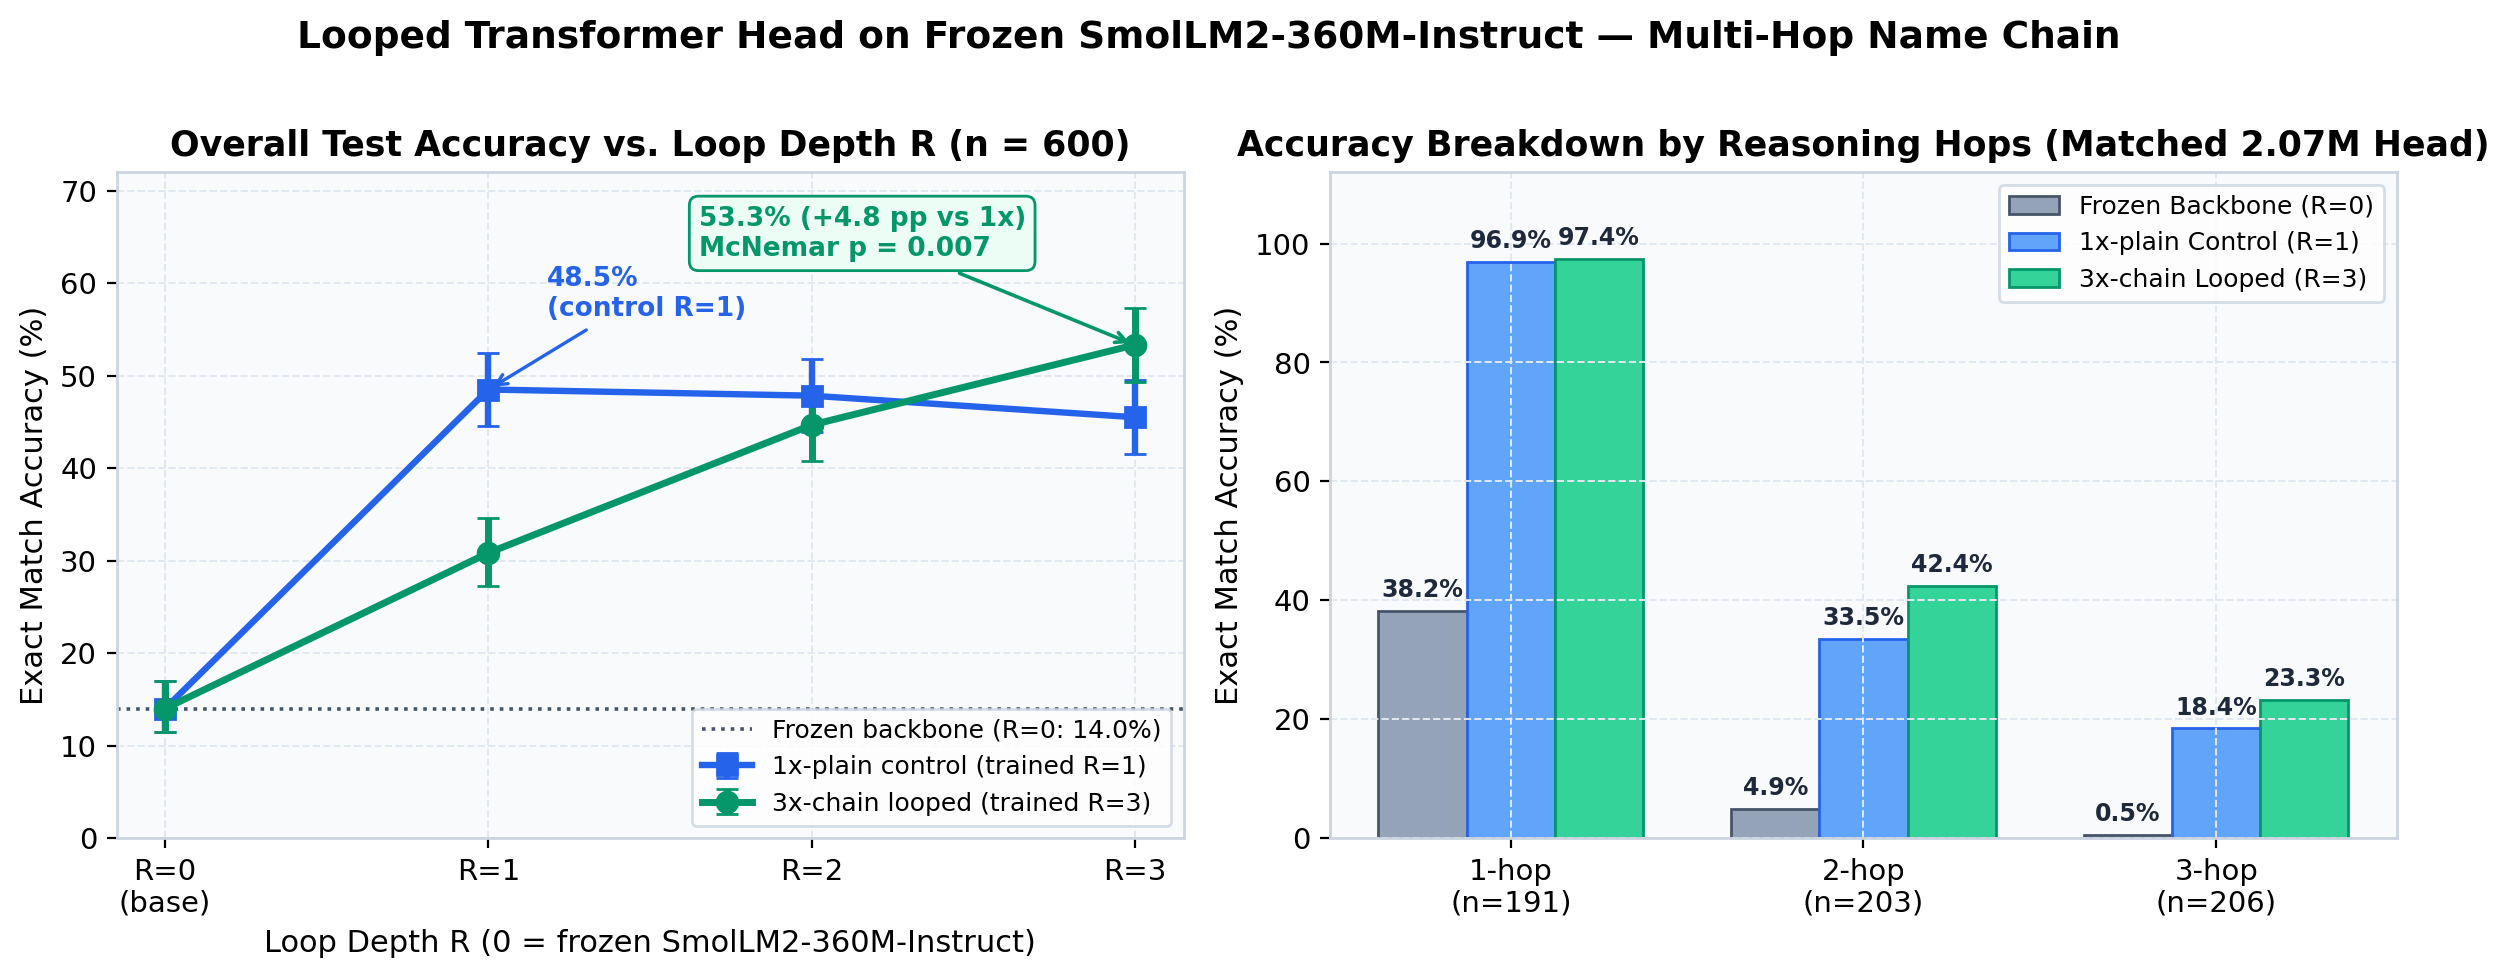 Looped Transformer Head on Frozen SmolLM2-360M-Instruct — Multi-Hop Name Chain
Overall Test Accuracy vs. Loop Depth R (n = 600)
Exact Match Accuracy (%)
70
60
50
40
30
20
10
0
53.3% (+4.8 pp vs 1x)
McNemar p = 0.007
48.5%
(control R=1)
Frozen backbone (R=0: 14.0%)
1x-plain control (trained R=1)
3x-chain looped (trained R=3)
R=0
(base)
R=1
R=2
R=3
Loop Depth R (0 = frozen SmolLM2-360M-Instruct)
Accuracy Breakdown by Reasoning Hops (Matched 2.07M Head)
Exact Match Accuracy (%)
100
80
60
40
20
0
Frozen Backbone (R=0)
1x-plain Control (R=1)
3x-chain Looped (R=3)
38.2%
96.9%
97.4%
4.9%
33.5%
42.4%
0.5%
18.4%
23.3%
1-hop
(n=191)
2-hop
(n=203)
3-hop
(n=206)